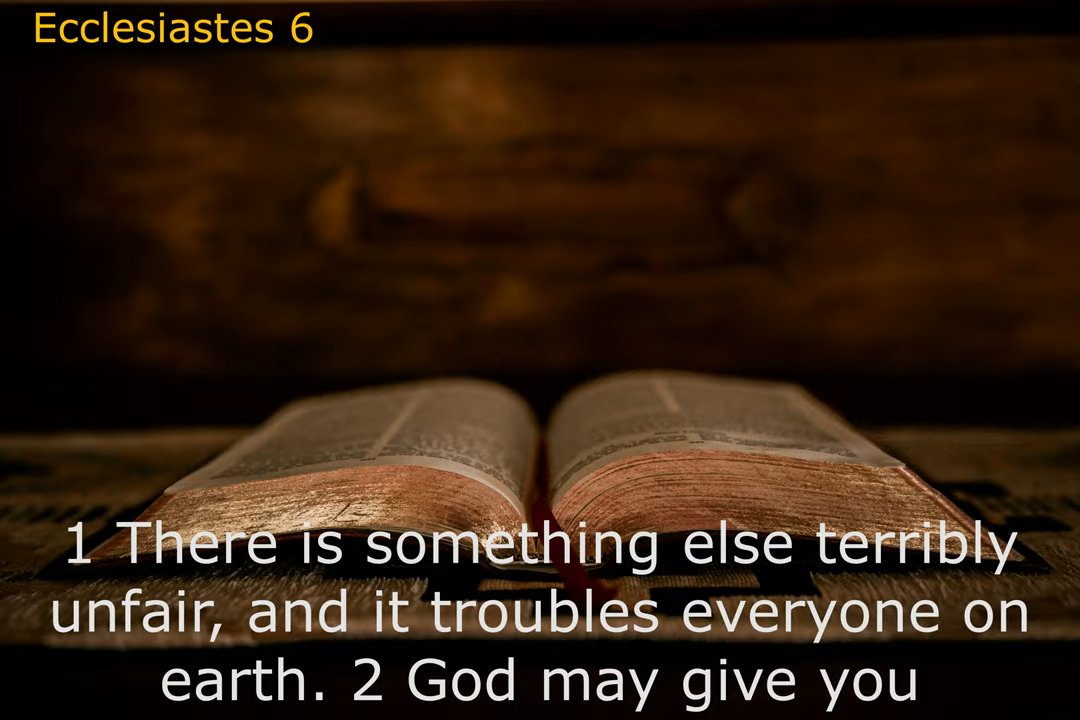 Ecclesiastes 6
1 There is something else terribly
unfair, and it troubles everyone on
earth. 2 God may give you